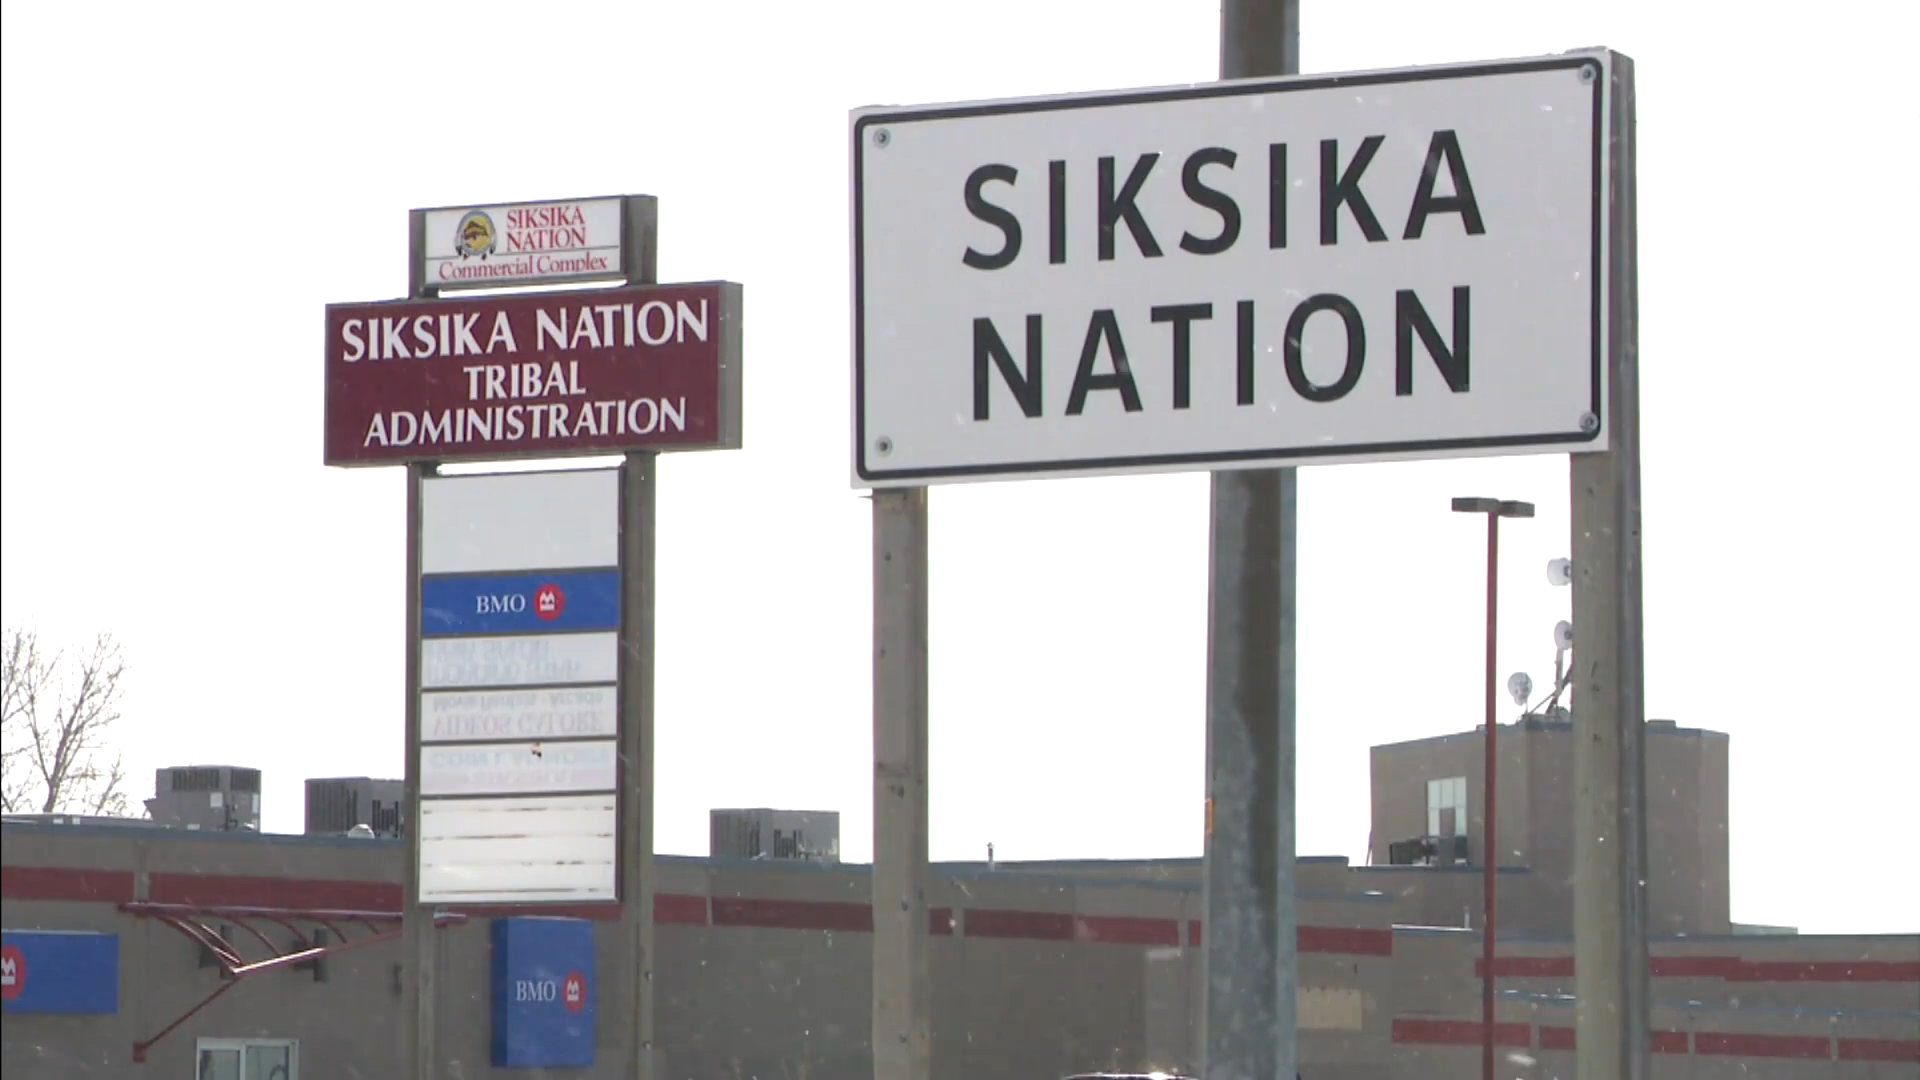 SIKSIKA
NATION
Commercial Complex
SIKSIKA NATION
TRIBAL
ADMINISTRATION
BMO
BMO
SIKSIKA
NATION